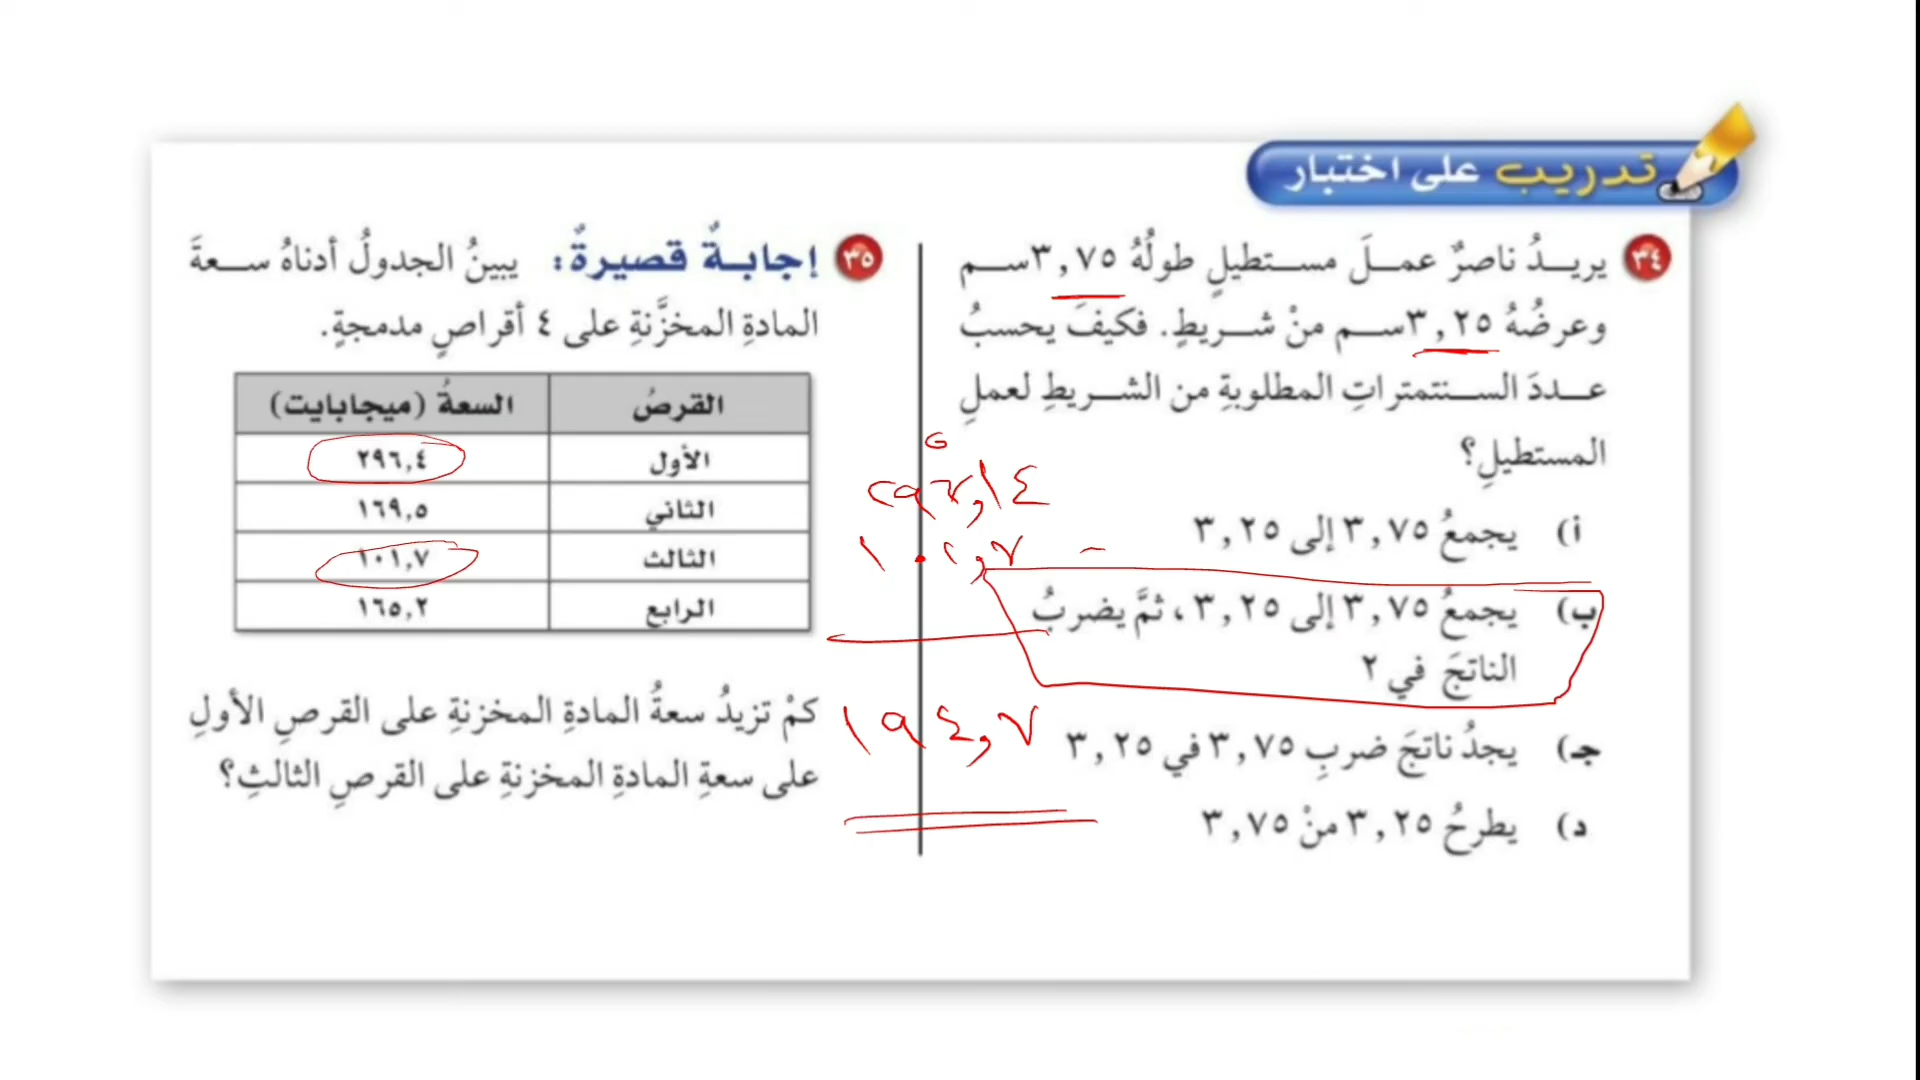 تدريب على اختبار
٣٤ يريدُ ناصرٌ عملَ مستطيلٍ طولُهُ ٣,٧٥سم
وعرضُهُ ٣,٢٥سم منْ شريطٍ. فكيفَ يحسبُ
عددَ السنتمتراتِ المطلوبةِ من الشريطِ لعملِ
المستطيلِ؟
أ) يجمعُ ٣,٧٥ إلى ٣,٢٥
ب) يجمعُ ٣,٧٥ إلى ٣,٢٥، ثمَّ يضربُ
الناتجَ في ٢
جـ) يجدُ ناتجَ ضربِ ٣,٧٥ في ٣,٢٥
د) يطرحُ ٣,٢٥ منْ ٣,٧٥
٣٥ إجابةٌ قصيرةٌ: يبينُ الجدولُ أدناهُ سعةَ
المادةِ المخزَّنةِ على ٤ أقراصٍ مدمجةٍ.
القرصُ السعةُ (ميجابايت)
الأول ٢٩٦,٤
الثاني ١٦٩,٥
الثالث ١٠١,٧
الرابع ١٦٥,٢
كمْ تزيدُ سعةُ المادةِ المخزنةِ على القرصِ الأولِ
على سعةِ المادةِ المخزنةِ على القرصِ الثالثِ؟
٢٩٦,١٤
١٠١,٧ -
١٩٤,٧